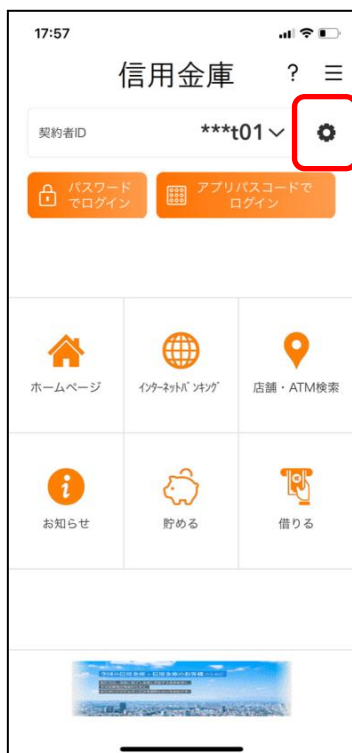 17:57
信用金庫 ?
契約者ID ***t01
パスワード
でログイン
アプリパスコードで
ログイン
ホームページ
インターネットバンキング
店舗・ATM検索
お知らせ
貯める
借りる